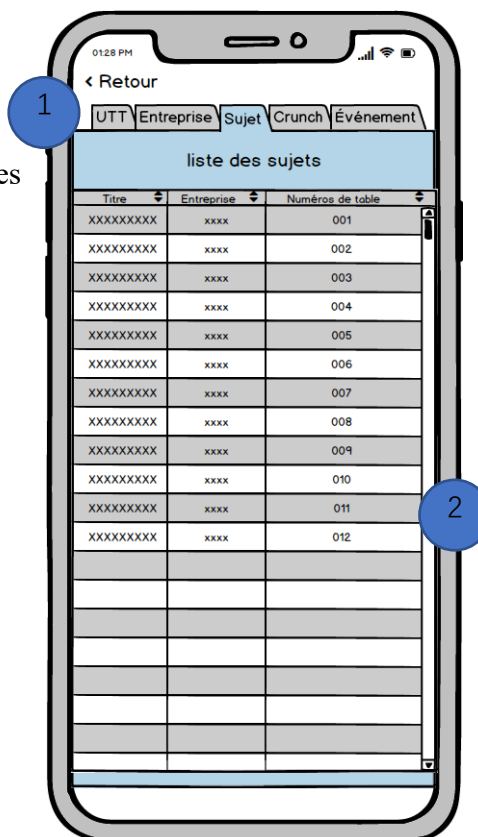 01:28 PM
< Retour
1
UTT Entreprise Sujet Crunch Événement
es
liste des sujets
Titre Entreprise Numéros de table
XXXXXXXXX xxxx 001
XXXXXXXXX xxxx 002
XXXXXXXXX xxxx 003
XXXXXXXXX xxxx 004
XXXXXXXXX xxxx 005
XXXXXXXXX xxxx 006
XXXXXXXXX xxxx 007
XXXXXXXXX xxxx 008
XXXXXXXXX xxxx 009
XXXXXXXXX xxxx 010
XXXXXXXXX xxxx 011
2
XXXXXXXXX xxxx 012